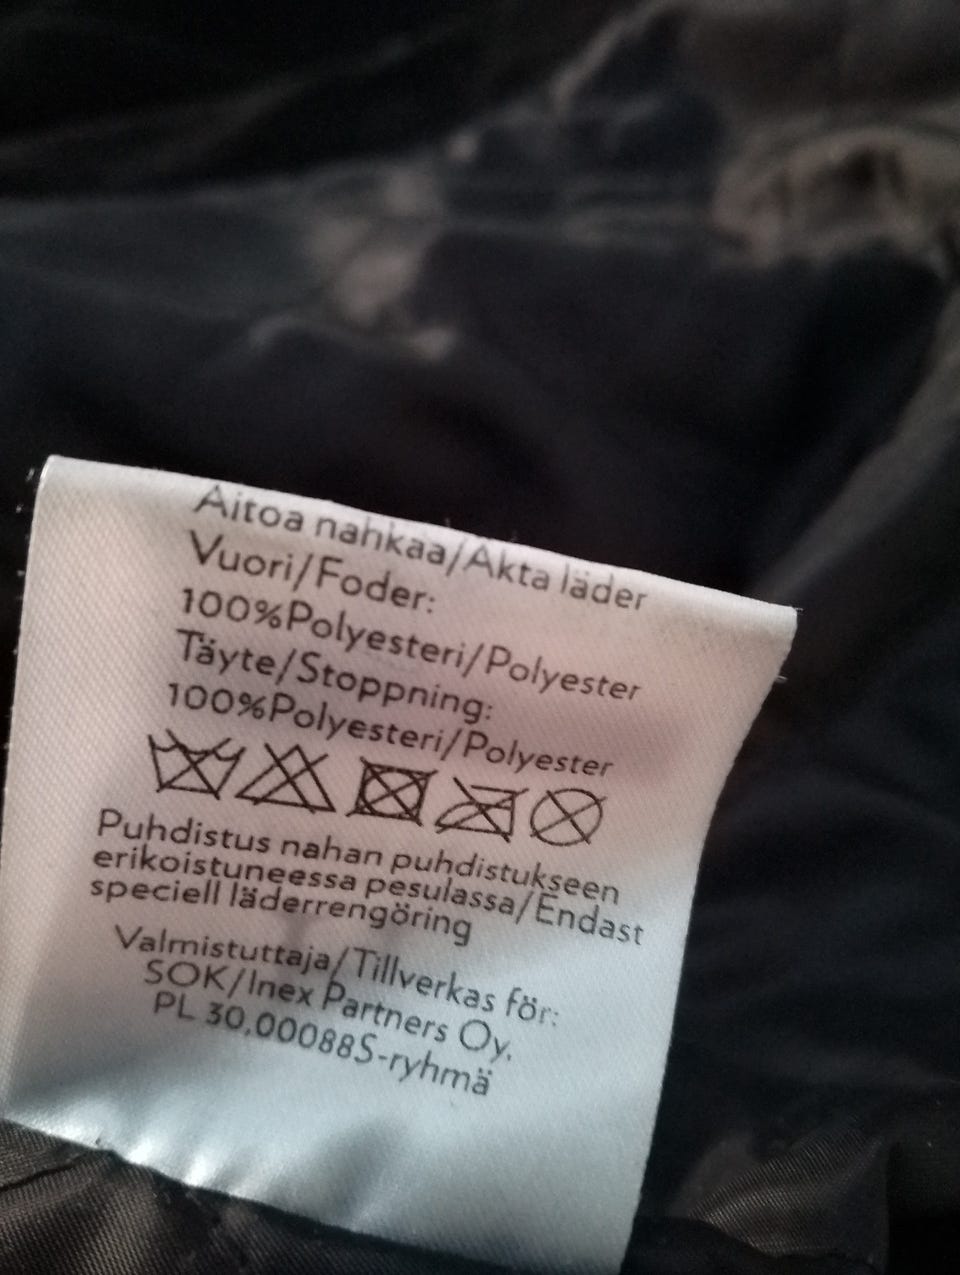 Aitoa nahkaa/Äkta läder
Vuori/Foder:
100%Polyesteri/Polyester
Täyte/Stoppning:
100%Polyesteri/Polyester
Puhdistus nahan puhdistukseen
erikoistuneessa pesulassa/Endast
speciell läderrengöring
Valmistuttaja/Tillverkas för:
SOK/Inex Partners Oy.
PL 30,00088S-ryhmä